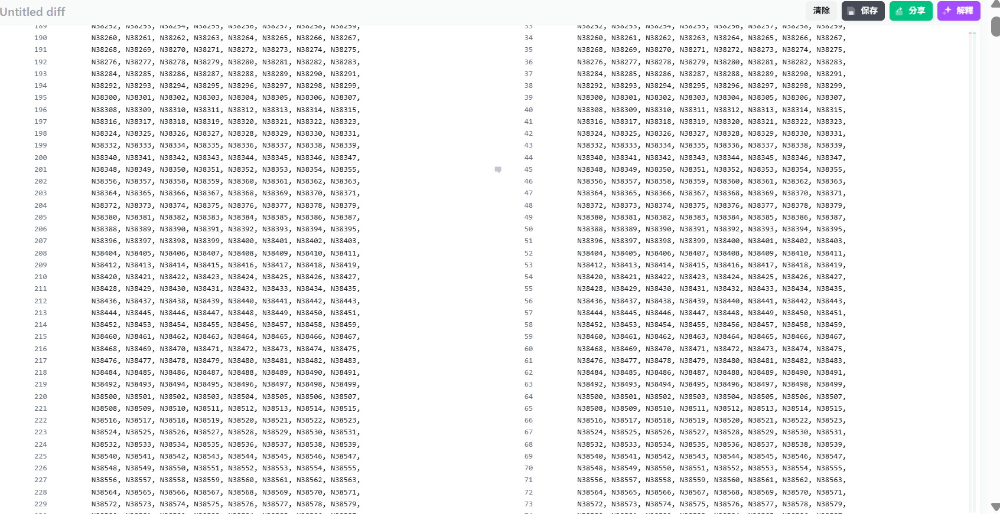 Untitled diff
清除 保存 分享 解釋
189 N38252, N38253, N38254, N38255, N38256, N38257, N38258, N38259, 33 N38252, N38253, N38254, N38255, N38256, N38257, N38258, N38259,
190 N38260, N38261, N38262, N38263, N38264, N38265, N38266, N38267, 34 N38260, N38261, N38262, N38263, N38264, N38265, N38266, N38267,
191 N38268, N38269, N38270, N38271, N38272, N38273, N38274, N38275, 35 N38268, N38269, N38270, N38271, N38272, N38273, N38274, N38275,
192 N38276, N38277, N38278, N38279, N38280, N38281, N38282, N38283, 36 N38276, N38277, N38278, N38279, N38280, N38281, N38282, N38283,
193 N38284, N38285, N38286, N38287, N38288, N38289, N38290, N38291, 37 N38284, N38285, N38286, N38287, N38288, N38289, N38290, N38291,
194 N38292, N38293, N38294, N38295, N38296, N38297, N38298, N38299, 38 N38292, N38293, N38294, N38295, N38296, N38297, N38298, N38299,
195 N38300, N38301, N38302, N38303, N38304, N38305, N38306, N38307, 39 N38300, N38301, N38302, N38303, N38304, N38305, N38306, N38307,
196 N38308, N38309, N38310, N38311, N38312, N38313, N38314, N38315, 40 N38308, N38309, N38310, N38311, N38312, N38313, N38314, N38315,
197 N38316, N38317, N38318, N38319, N38320, N38321, N38322, N38323, 41 N38316, N38317, N38318, N38319, N38320, N38321, N38322, N38323,
198 N38324, N38325, N38326, N38327, N38328, N38329, N38330, N38331, 42 N38324, N38325, N38326, N38327, N38328, N38329, N38330, N38331,
199 N38332, N38333, N38334, N38335, N38336, N38337, N38338, N38339, 43 N38332, N38333, N38334, N38335, N38336, N38337, N38338, N38339,
200 N38340, N38341, N38342, N38343, N38344, N38345, N38346, N38347, 44 N38340, N38341, N38342, N38343, N38344, N38345, N38346, N38347,
201 N38348, N38349, N38350, N38351, N38352, N38353, N38354, N38355, 45 N38348, N38349, N38350, N38351, N38352, N38353, N38354, N38355,
202 N38356, N38357, N38358, N38359, N38360, N38361, N38362, N38363, 46 N38356, N38357, N38358, N38359, N38360, N38361, N38362, N38363,
203 N38364, N38365, N38366, N38367, N38368, N38369, N38370, N38371, 47 N38364, N38365, N38366, N38367, N38368, N38369, N38370, N38371,
204 N38372, N38373, N38374, N38375, N38376, N38377, N38378, N38379, 48 N38372, N38373, N38374, N38375, N38376, N38377, N38378, N38379,
205 N38380, N38381, N38382, N38383, N38384, N38385, N38386, N38387, 49 N38380, N38381, N38382, N38383, N38384, N38385, N38386, N38387,
206 N38388, N38389, N38390, N38391, N38392, N38393, N38394, N38395, 50 N38388, N38389, N38390, N38391, N38392, N38393, N38394, N38395,
207 N38396, N38397, N38398, N38399, N38400, N38401, N38402, N38403, 51 N38396, N38397, N38398, N38399, N38400, N38401, N38402, N38403,
208 N38404, N38405, N38406, N38407, N38408, N38409, N38410, N38411, 52 N38404, N38405, N38406, N38407, N38408, N38409, N38410, N38411,
209 N38412, N38413, N38414, N38415, N38416, N38417, N38418, N38419, 53 N38412, N38413, N38414, N38415, N38416, N38417, N38418, N38419,
210 N38420, N38421, N38422, N38423, N38424, N38425, N38426, N38427, 54 N38420, N38421, N38422, N38423, N38424, N38425, N38426, N38427,
211 N38428, N38429, N38430, N38431, N38432, N38433, N38434, N38435, 55 N38428, N38429, N38430, N38431, N38432, N38433, N38434, N38435,
212 N38436, N38437, N38438, N38439, N38440, N38441, N38442, N38443, 56 N38436, N38437, N38438, N38439, N38440, N38441, N38442, N38443,
213 N38444, N38445, N38446, N38447, N38448, N38449, N38450, N38451, 57 N38444, N38445, N38446, N38447, N38448, N38449, N38450, N38451,
214 N38452, N38453, N38454, N38455, N38456, N38457, N38458, N38459, 58 N38452, N38453, N38454, N38455, N38456, N38457, N38458, N38459,
215 N38460, N38461, N38462, N38463, N38464, N38465, N38466, N38467, 59 N38460, N38461, N38462, N38463, N38464, N38465, N38466, N38467,
216 N38468, N38469, N38470, N38471, N38472, N38473, N38474, N38475, 60 N38468, N38469, N38470, N38471, N38472, N38473, N38474, N38475,
217 N38476, N38477, N38478, N38479, N38480, N38481, N38482, N38483, 61 N38476, N38477, N38478, N38479, N38480, N38481, N38482, N38483,
218 N38484, N38485, N38486, N38487, N38488, N38489, N38490, N38491, 62 N38484, N38485, N38486, N38487, N38488, N38489, N38490, N38491,
219 N38492, N38493, N38494, N38495, N38496, N38497, N38498, N38499, 63 N38492, N38493, N38494, N38495, N38496, N38497, N38498, N38499,
220 N38500, N38501, N38502, N38503, N38504, N38505, N38506, N38507, 64 N38500, N38501, N38502, N38503, N38504, N38505, N38506, N38507,
221 N38508, N38509, N38510, N38511, N38512, N38513, N38514, N38515, 65 N38508, N38509, N38510, N38511, N38512, N38513, N38514, N38515,
222 N38516, N38517, N38518, N38519, N38520, N38521, N38522, N38523, 66 N38516, N38517, N38518, N38519, N38520, N38521, N38522, N38523,
223 N38524, N38525, N38526, N38527, N38528, N38529, N38530, N38531, 67 N38524, N38525, N38526, N38527, N38528, N38529, N38530, N38531,
224 N38532, N38533, N38534, N38535, N38536, N38537, N38538, N38539, 68 N38532, N38533, N38534, N38535, N38536, N38537, N38538, N38539,
225 N38540, N38541, N38542, N38543, N38544, N38545, N38546, N38547, 69 N38540, N38541, N38542, N38543, N38544, N38545, N38546, N38547,
226 N38548, N38549, N38550, N38551, N38552, N38553, N38554, N38555, 70 N38548, N38549, N38550, N38551, N38552, N38553, N38554, N38555,
227 N38556, N38557, N38558, N38559, N38560, N38561, N38562, N38563, 71 N38556, N38557, N38558, N38559, N38560, N38561, N38562, N38563,
228 N38564, N38565, N38566, N38567, N38568, N38569, N38570, N38571, 72 N38564, N38565, N38566, N38567, N38568, N38569, N38570, N38571,
229 N38572, N38573, N38574, N38575, N38576, N38577, N38578, N38579, 73 N38572, N38573, N38574, N38575, N38576, N38577, N38578, N38579,